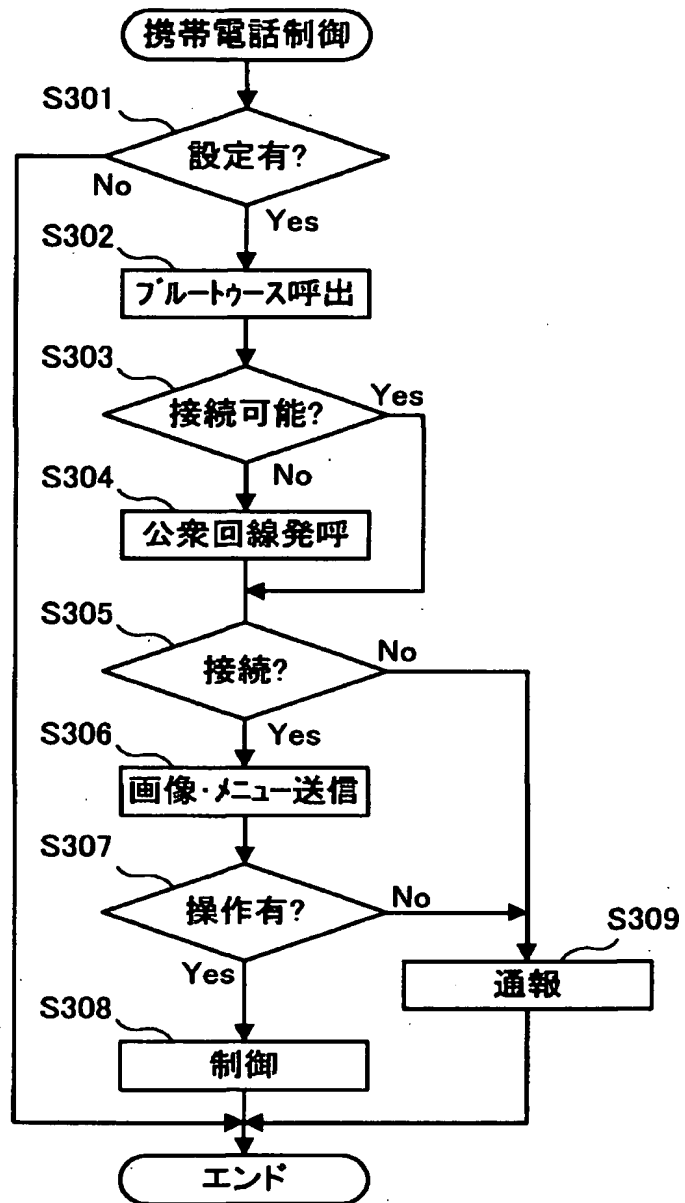 携帯電話制御
S301
設定有?
No
Yes
S302
ブルートゥース呼出
S303
接続可能?
Yes
No
S304
公衆回線発呼
S305
接続?
No
Yes
S306
画像・メニュー送信
S307
操作有?
No
Yes
S309
通報
S308
制御
エンド